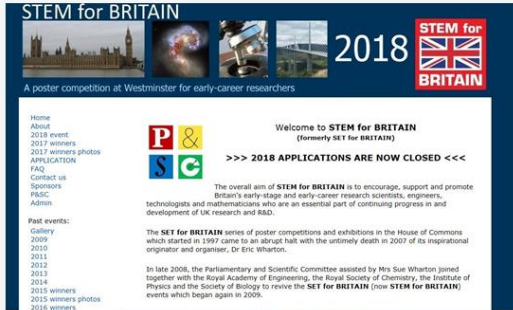 STEM for BRITAIN
2018
STEM for
BRITAIN
A poster competition at Westminster for early-career researchers
Home
About
2018 event
2017 winners
2017 winners photos
APPLICATION
FAQ
Contact us
Sponsors
P&SC
Admin
Past events:
Gallery
2009
2010
2011
2012
2013
2014
2015 winners
2015 winners photos
2016 winners
P &
S C
Welcome to STEM for BRITAIN
(formerly SET for BRITAIN)
>>> 2018 APPLICATIONS ARE NOW CLOSED <<<
The overall aim of STEM for BRITAIN is to encourage, support and promote
Britain's early-stage and early-career research scientists, engineers,
technologists and mathematicians who are an essential part of continuing progress in and
development of UK research and R&D.
The SET for BRITAIN series of poster competitions and exhibitions in the House of Commons
which started in 1997 came to an abrupt halt with the untimely death in 2007 of its inspirational
originator and organiser, Dr Eric Wharton.
In late 2008, the Parliamentary and Scientific Committee assisted by Mrs Sue Wharton joined
together with the Royal Academy of Engineering, the Royal Society of Chemistry, the Institute of
Physics and the Society of Biology to revive the SET for BRITAIN (now STEM for BRITAIN)
events which began again in 2009.